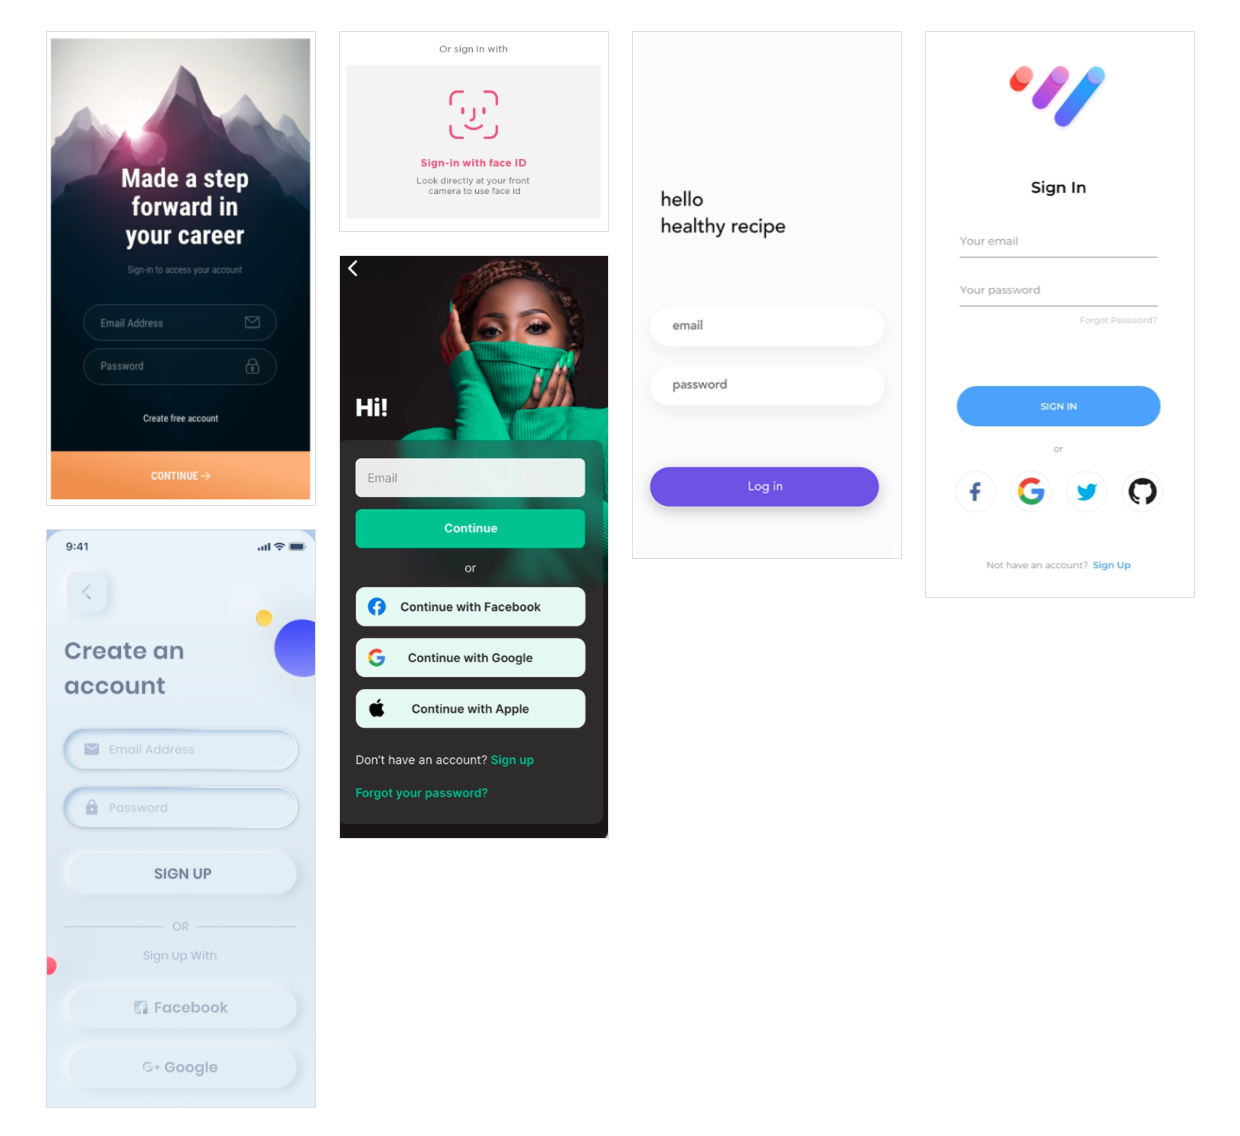 Made a step
forward in
your career
Sign-in to access your account
Email Address
Password
Create free account
CONTINUE →
9:41
Create an
account
Email Address
Password
SIGN UP
OR
Sign Up With
Facebook
G+ Google
Or sign in with
Sign-in with face ID
Look directly at your front
camera to use face id
Hi!
Email
Continue
or
Continue with Facebook
Continue with Google
Continue with Apple
Don't have an account? Sign up
Forgot your password?
hello
healthy recipe
email
password
Log in
Sign In
Your email
Your password
Forgot Password?
SIGN IN
or
Not have an account? Sign Up